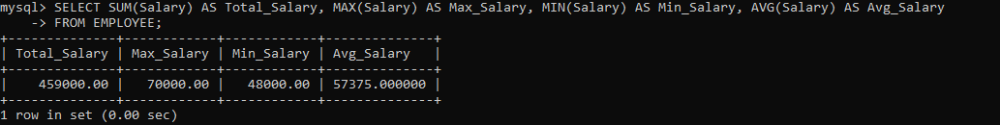 mysql> SELECT SUM(Salary) AS Total_Salary, MAX(Salary) AS Max_Salary, MIN(Salary) AS Min_Salary, AVG(Salary) AS Avg_Salary
    -> FROM EMPLOYEE;
+--------------+------------+------------+--------------+
| Total_Salary | Max_Salary | Min_Salary | Avg_Salary   |
+--------------+------------+------------+--------------+
|    459000.00 |   70000.00 |   48000.00 | 57375.000000 |
+--------------+------------+------------+--------------+
1 row in set (0.00 sec)